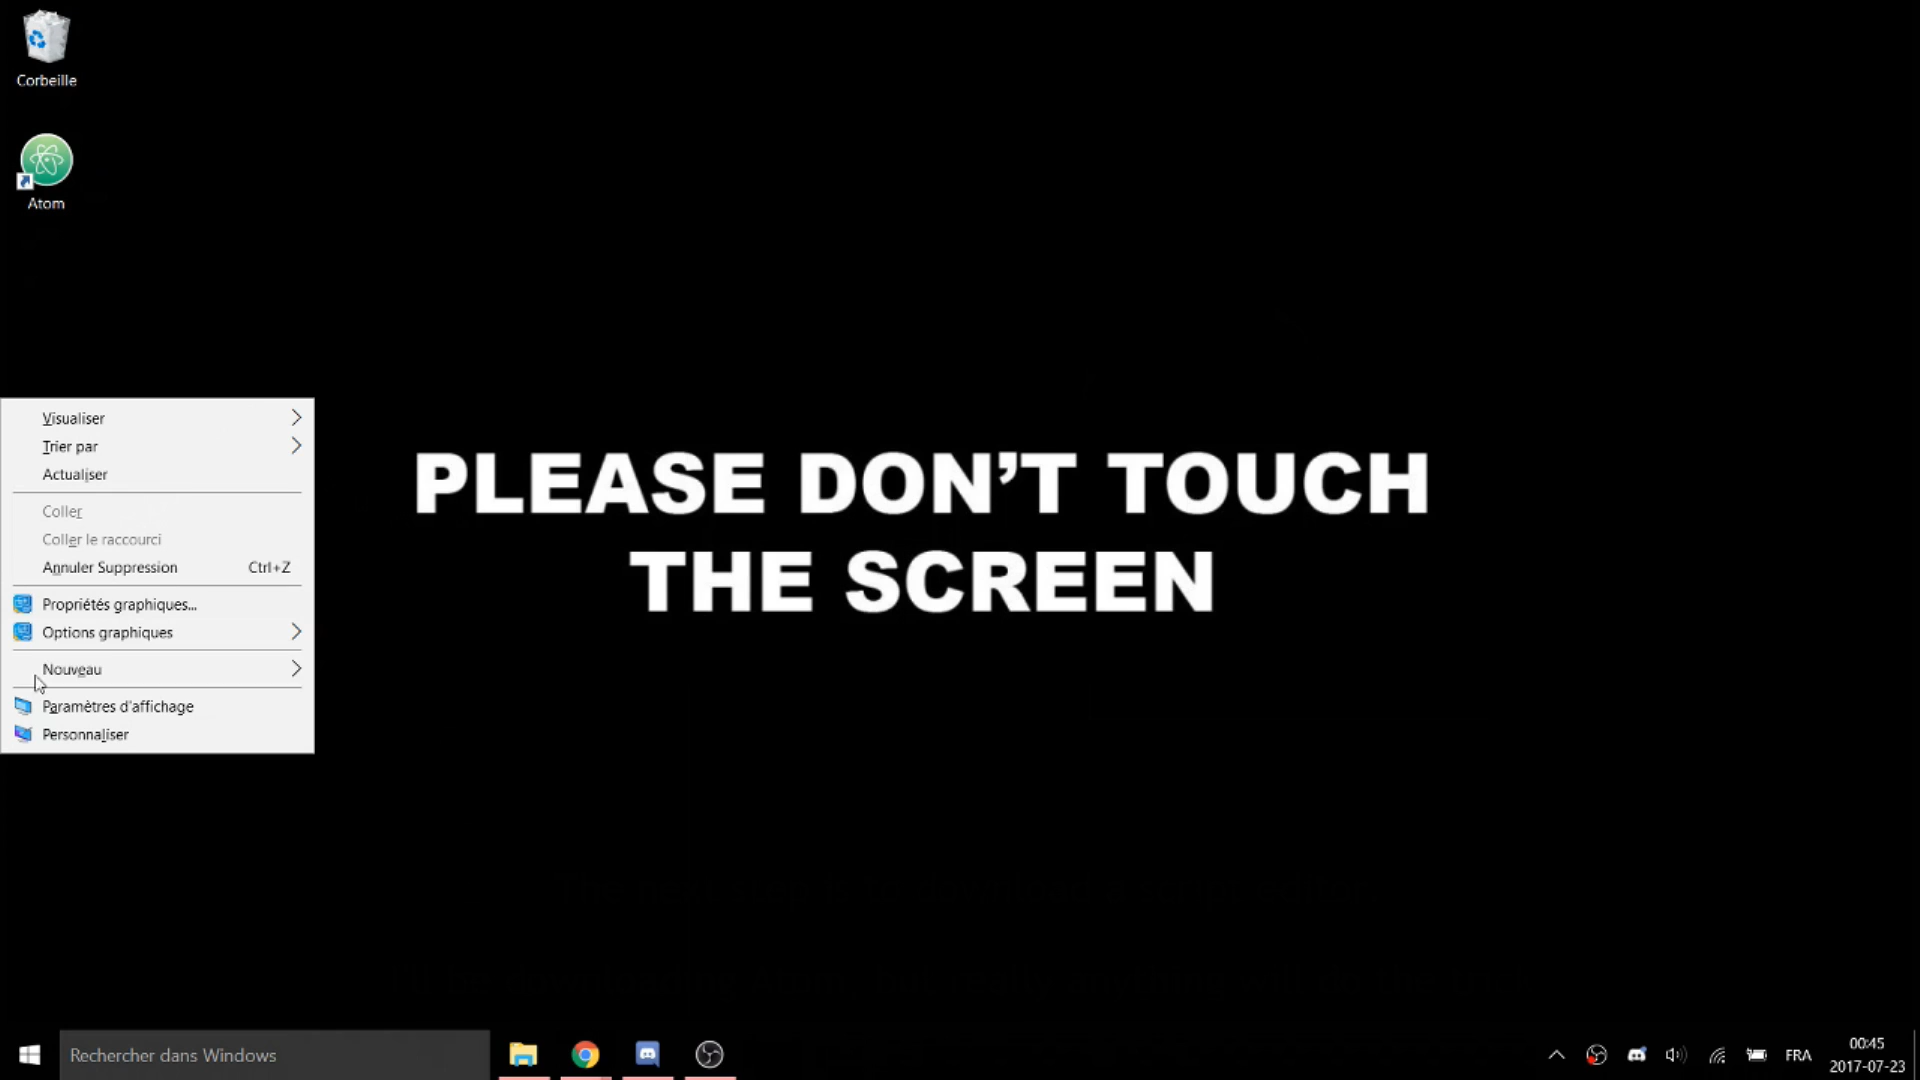 Corbeille
Atom
Visualiser
Trier par
Actualiser
Coller
Coller le raccourci
Annuler Suppression Ctrl+Z
Propriétés graphiques...
Options graphiques
Nouveau
Paramètres d'affichage
Personnaliser
PLEASE DON'T TOUCH
THE SCREEN
Rechercher dans Windows
FRA
00:45
2017-07-23